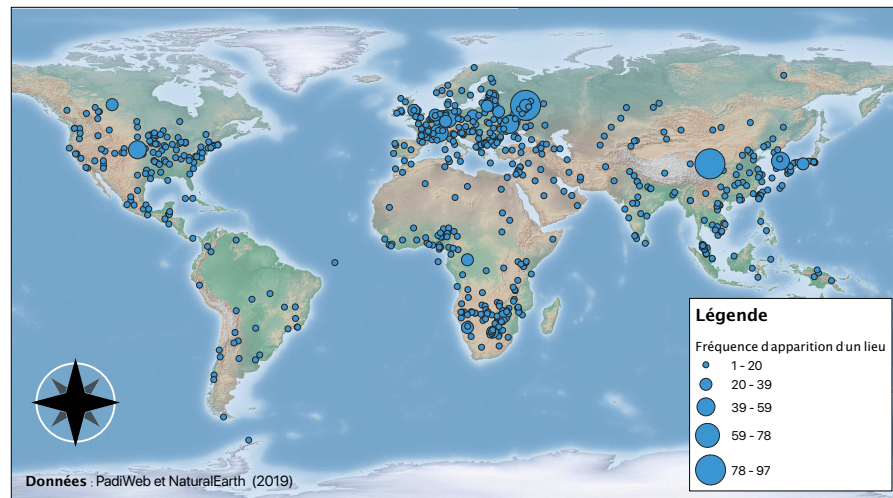 Légende
Fréquence d'apparition d'un lieu
1 - 20
20 - 39
39 - 59
59 - 78
78 - 97
Données : PadiWeb et NaturalEarth (2019)